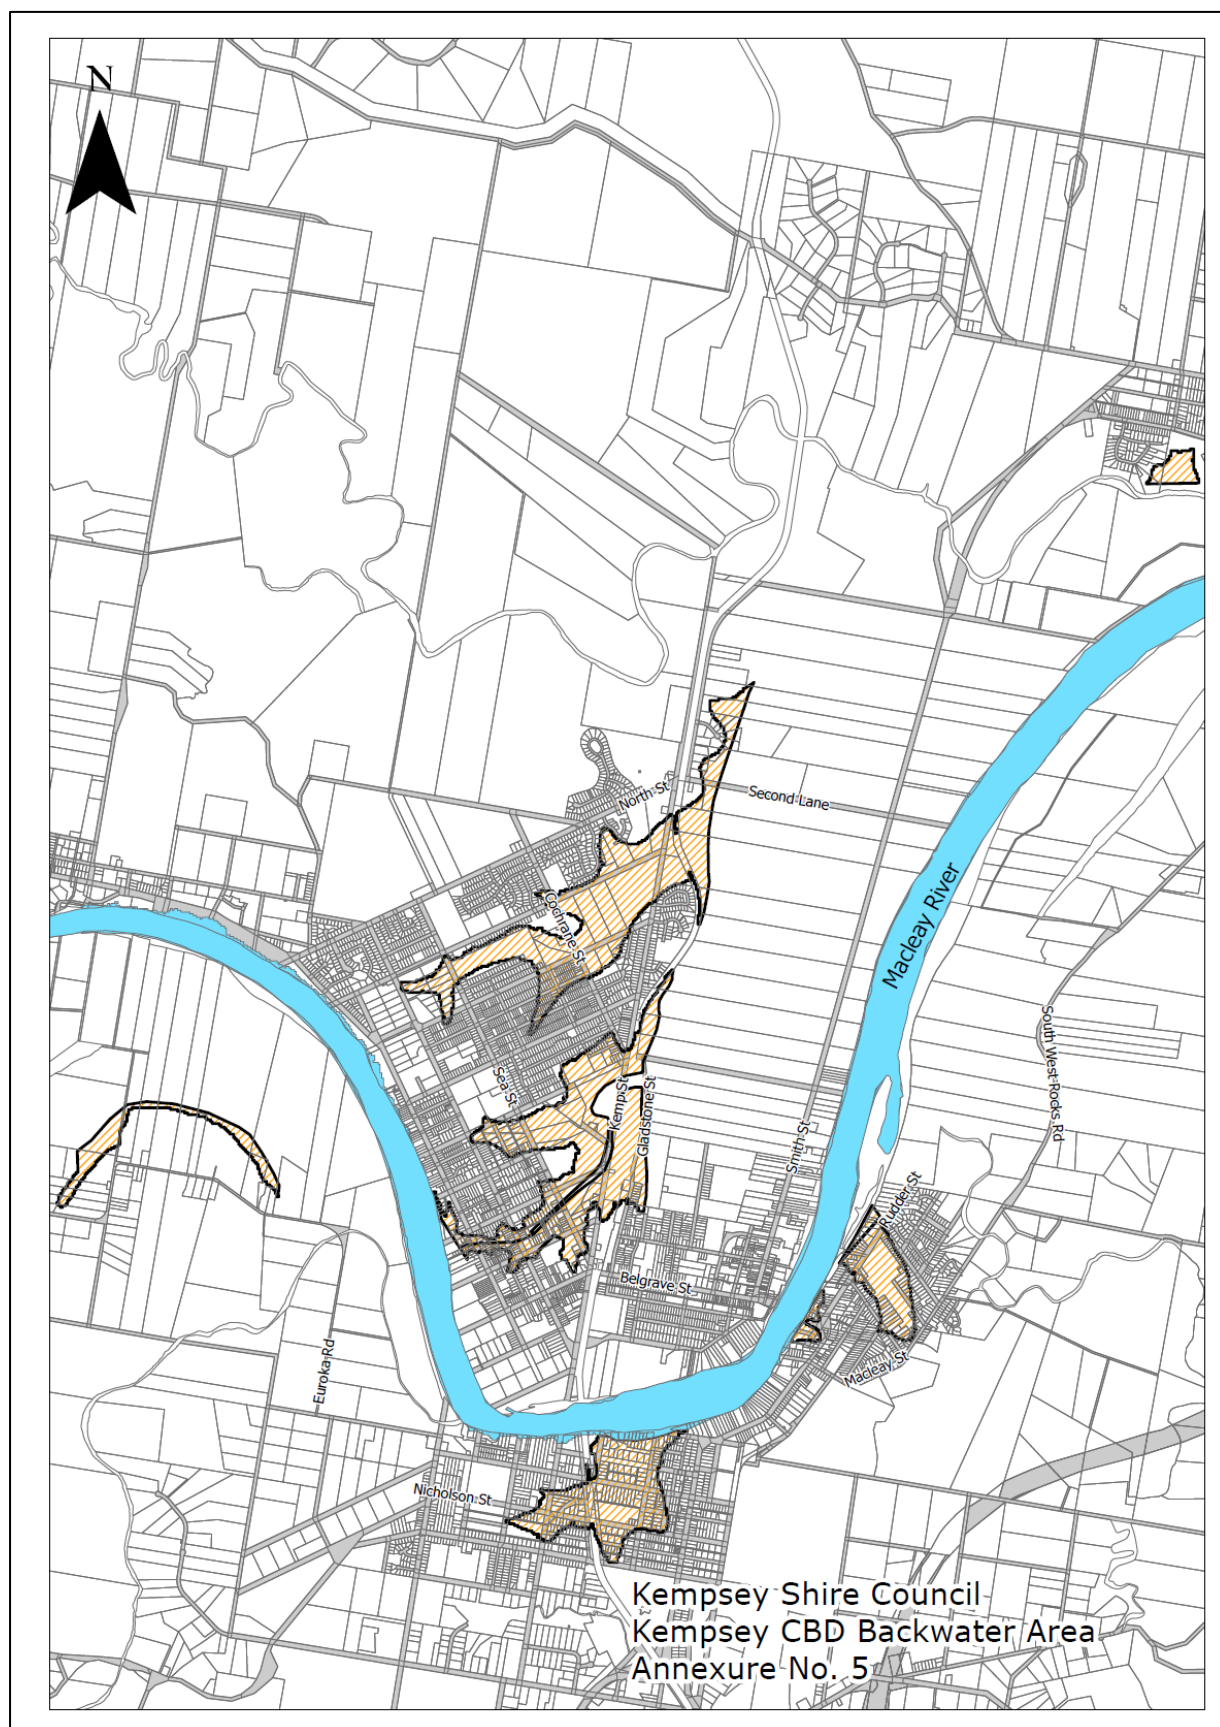 N
North St
Second Lane
Cochrane St
Macleay River
South West Rocks Rd
Sea St
Kemp St
Gladstone St
Smith St
Rudder St
Belgrave St
Euroka Rd
Macleay St
Nicholson St
Kempsey Shire Council
Kempsey CBD Backwater Area
Annexure No. 5